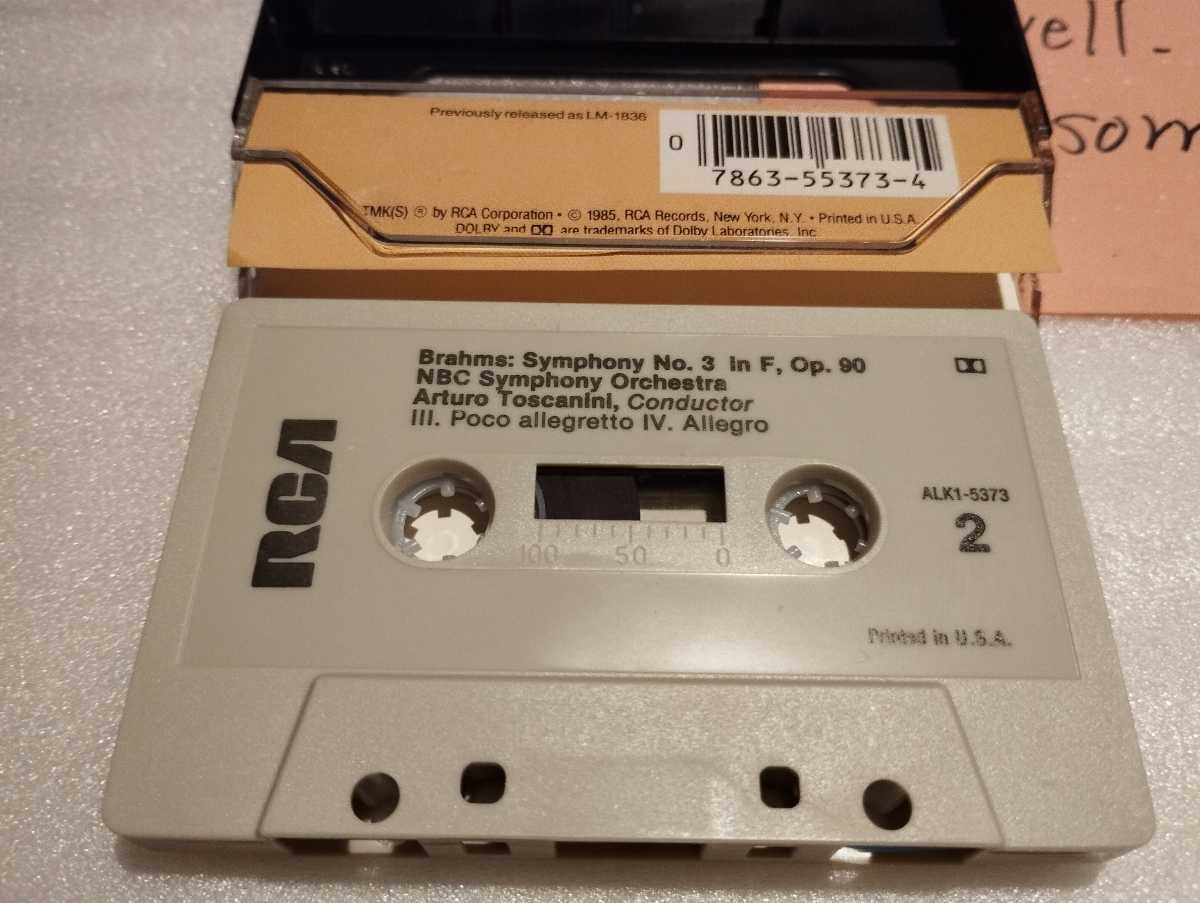 ell.
som
Previously released as LM-1836
0
7863-55373-4
TMK(S) ® by RCA Corporation • © 1985, RCA Records, New York, N.Y. • Printed in U.S.A.
DOLBY and are trademarks of Dolby Laboratories, Inc.
Brahms: Symphony No. 3 in F, Op. 90
NBC Symphony Orchestra
Arturo Toscanini, Conductor
III. Poco allegretto IV. Allegro
RCA
ALK1-5373
2
100 50 0
Printed in U.S.A.